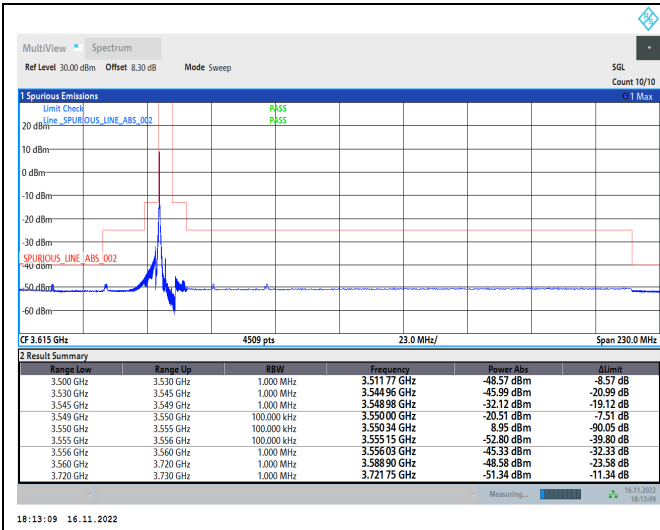 MultiView Spectrum
Ref Level 30.00 dBm Offset 8.30 dB Mode Sweep SGL
Count 10/10
1 Spurious Emissions 1 Max
Limit Check PASS
Line _SPURIOUS_LINE_ABS_002 PASS
20 dBm
10 dBm
0 dBm
-10 dBm
-20 dBm
-30 dBm
SPURIOUS_LINE_ABS_002
-40 dBm
-50 dBm
-60 dBm
CF 3.615 GHz 4509 pts 23.0 MHz/ Span 230.0 MHz
2 Result Summary
Range Low Range Up RBW Frequency Power Abs ΔLimit
3.500 GHz 3.530 GHz 1.000 MHz 3.511 77 GHz -48.57 dBm -8.57 dB
3.530 GHz 3.545 GHz 1.000 MHz 3.544 96 GHz -45.99 dBm -20.99 dB
3.545 GHz 3.549 GHz 1.000 MHz 3.548 98 GHz -32.12 dBm -19.12 dB
3.549 GHz 3.550 GHz 100.000 kHz 3.550 00 GHz -20.51 dBm -7.51 dB
3.550 GHz 3.555 GHz 100.000 kHz 3.550 34 GHz 8.95 dBm -90.05 dB
3.555 GHz 3.556 GHz 100.000 kHz 3.555 15 GHz -52.80 dBm -39.80 dB
3.556 GHz 3.560 GHz 1.000 MHz 3.556 03 GHz -45.33 dBm -32.33 dB
3.560 GHz 3.720 GHz 1.000 MHz 3.588 90 GHz -48.58 dBm -23.58 dB
3.720 GHz 3.730 GHz 1.000 MHz 3.721 75 GHz -51.34 dBm -11.34 dB
Measuring... 16.11.2022
18:13:09
18:13:09 16.11.2022